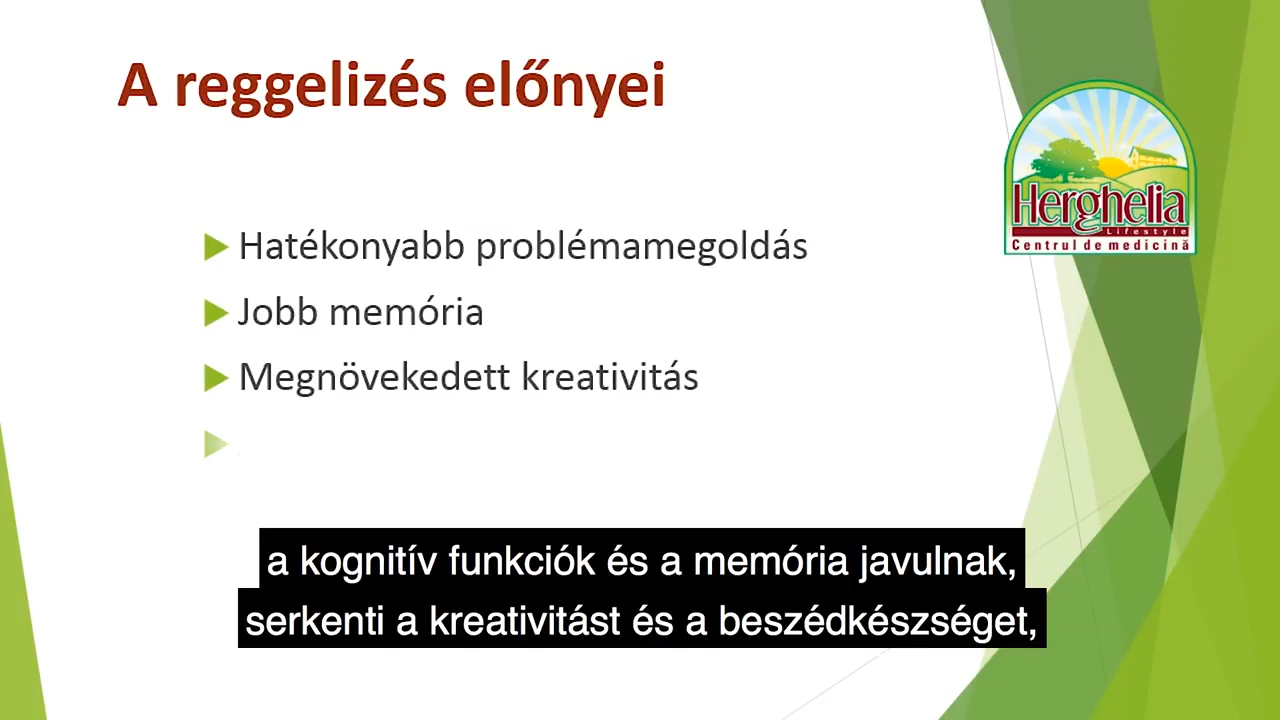 A reggelizés előnyei
Herghelia
Lifestyle
Centrul de medicină
Hatékonyabb problémamegoldás
Jobb memória
Megnövekedett kreativitás
a kognitív funkciók és a memória javulnak,
serkenti a kreativitást és a beszédkészséget,